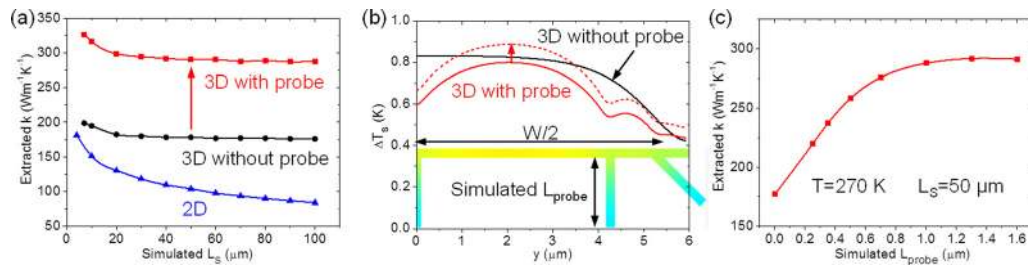 (a)
Extracted k (Wm⁻¹K⁻¹)
350
300
250
200
150
100
50
3D with probe
3D without probe
2D
0 20 40 60 80 100
Simulated L_S (μm)
(b)
ΔT_s (K)
1.0
0.8
0.6
0.4
0.2
0.0
3D without probe
3D with probe
W/2
Simulated L_probe
0 1 2 3 4 5 6
y (μm)
(c)
Extracted k (Wm⁻¹K⁻¹)
350
300
250
200
150
T=270 K L_S=50 μm
0.0 0.2 0.4 0.6 0.8 1.0 1.2 1.4 1.6
Simulated L_probe (μm)